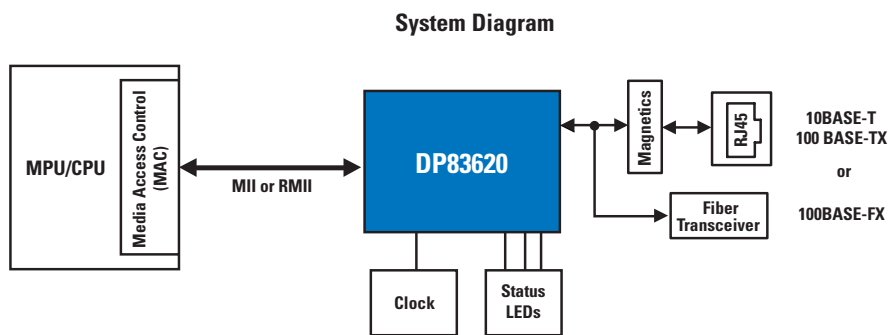 System Diagram
MPU/CPU
Media Access Control
(MAC)
MII or RMII
DP83620
Magnetics
RJ45
10BASE-T
100 BASE-TX
or
Fiber
Transceiver
100BASE-FX
Clock
Status
LEDs